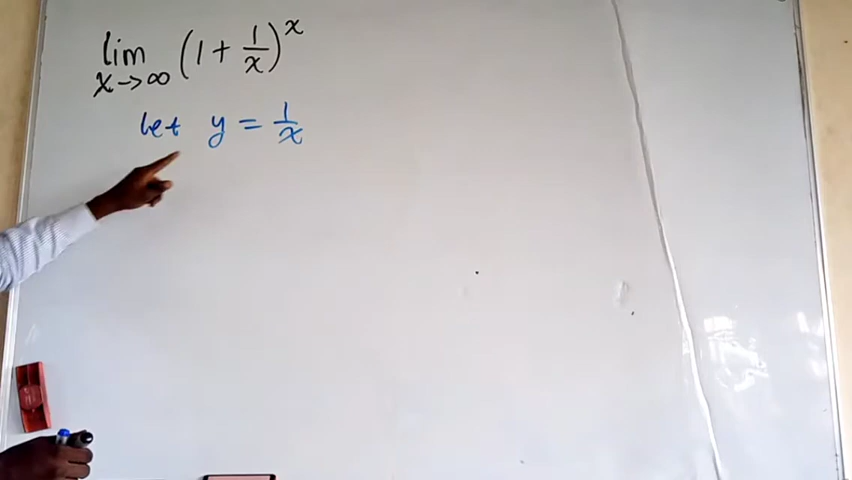 lim x→∞ (1 + 1/x)^x
let y = 1/x